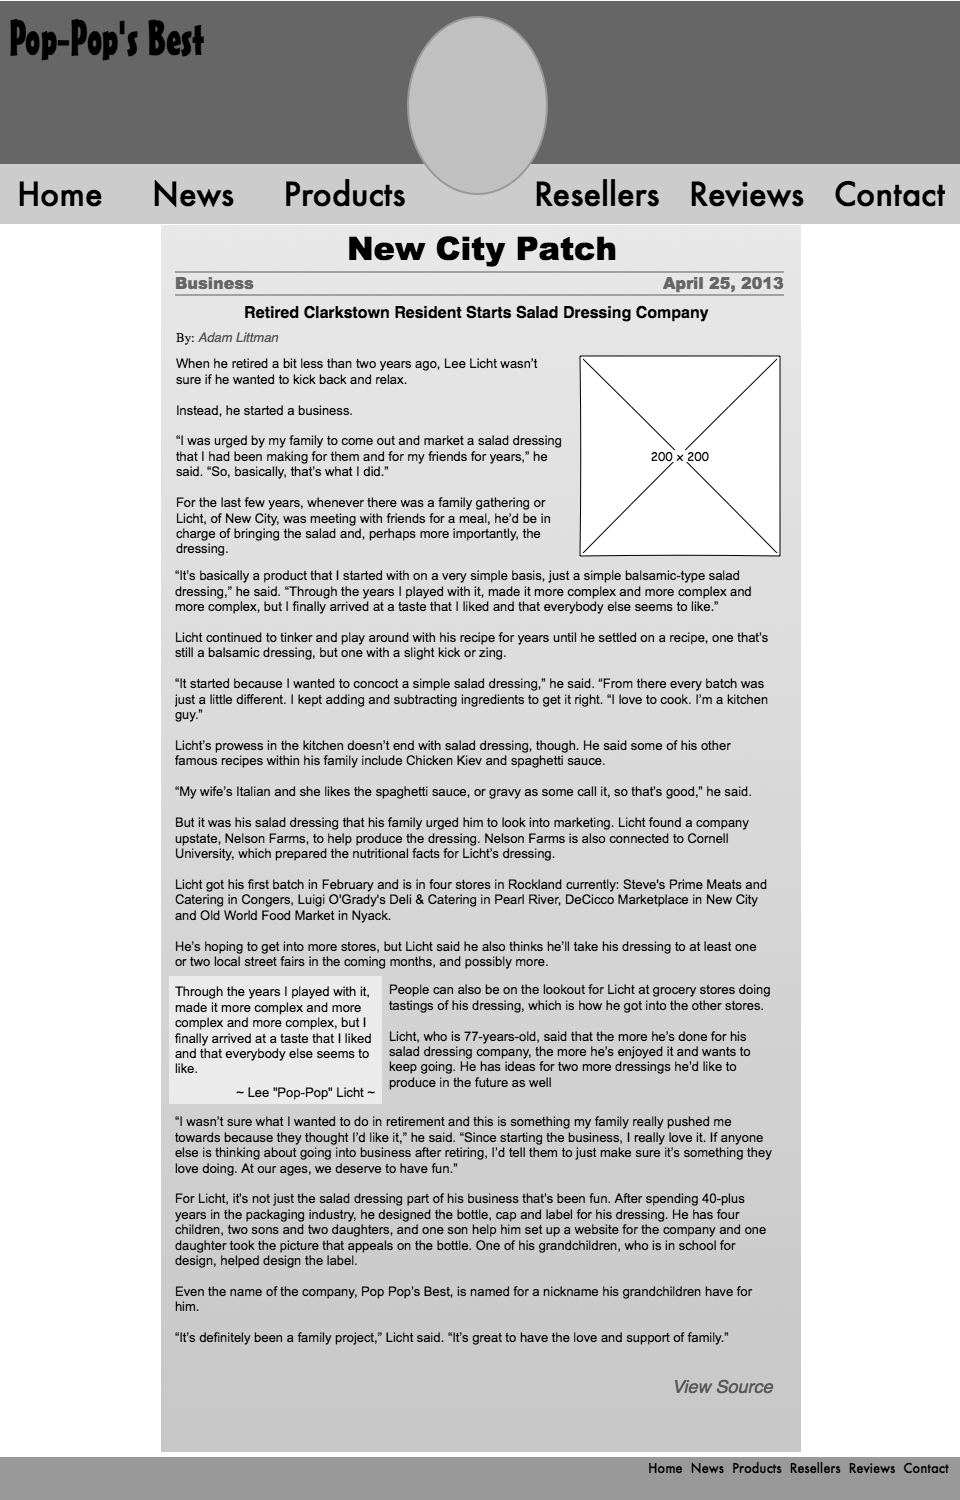 Pop-Pop's Best
Home News Products Resellers Reviews Contact
New City Patch
Business April 25, 2013
Retired Clarkstown Resident Starts Salad Dressing Company
By: Adam Littman
When he retired a bit less than two years ago, Lee Licht wasn’t
sure if he wanted to kick back and relax.
Instead, he started a business.
“I was urged by my family to come out and market a salad dressing
that I had been making for them and for my friends for years,” he
said. “So, basically, that’s what I did.”
For the last few years, whenever there was a family gathering or
Licht, of New City, was meeting with friends for a meal, he’d be in
charge of bringing the salad and, perhaps more importantly, the
dressing.
200 x 200
“It’s basically a product that I started with on a very simple basis, just a simple balsamic-type salad
dressing,” he said. “Through the years I played with it, made it more complex and more complex and
more complex, but I finally arrived at a taste that I liked and that everybody else seems to like.”
Licht continued to tinker and play around with his recipe for years until he settled on a recipe, one that’s
still a balsamic dressing, but one with a slight kick or zing.
“It started because I wanted to concoct a simple salad dressing,” he said. “From there every batch was
just a little different. I kept adding and subtracting ingredients to get it right. “I love to cook. I’m a kitchen
guy.”
Licht’s prowess in the kitchen doesn’t end with salad dressing, though. He said some of his other
famous recipes within his family include Chicken Kiev and spaghetti sauce.
“My wife’s Italian and she likes the spaghetti sauce, or gravy as some call it, so that’s good,” he said.
But it was his salad dressing that his family urged him to look into marketing. Licht found a company
upstate, Nelson Farms, to help produce the dressing. Nelson Farms is also connected to Cornell
University, which prepared the nutritional facts for Licht’s dressing.
Licht got his first batch in February and is in four stores in Rockland currently: Steve's Prime Meats and
Catering in Congers, Luigi O'Grady's Deli & Catering in Pearl River, DeCicco Marketplace in New City
and Old World Food Market in Nyack.
He’s hoping to get into more stores, but Licht said he also thinks he’ll take his dressing to at least one
or two local street fairs in the coming months, and possibly more.
Through the years I played with it,
made it more complex and more
complex and more complex, but I
finally arrived at a taste that I liked
and that everybody else seems to
like.
~ Lee "Pop-Pop" Licht ~
People can also be on the lookout for Licht at grocery stores doing
tastings of his dressing, which is how he got into the other stores.
Licht, who is 77-years-old, said that the more he’s done for his
salad dressing company, the more he’s enjoyed it and wants to
keep going. He has ideas for two more dressings he’d like to
produce in the future as well
“I wasn’t sure what I wanted to do in retirement and this is something my family really pushed me
towards because they thought I’d like it,” he said. “Since starting the business, I really love it. If anyone
else is thinking about going into business after retiring, I’d tell them to just make sure it’s something they
love doing. At our ages, we deserve to have fun.”
For Licht, it’s not just the salad dressing part of his business that’s been fun. After spending 40-plus
years in the packaging industry, he designed the bottle, cap and label for his dressing. He has four
children, two sons and two daughters, and one son help him set up a website for the company and one
daughter took the picture that appeals on the bottle. One of his grandchildren, who is in school for
design, helped design the label.
Even the name of the company, Pop Pop’s Best, is named for a nickname his grandchildren have for
him.
“It’s definitely been a family project,” Licht said. “It’s great to have the love and support of family.”
View Source
Home News Products Resellers Reviews Contact